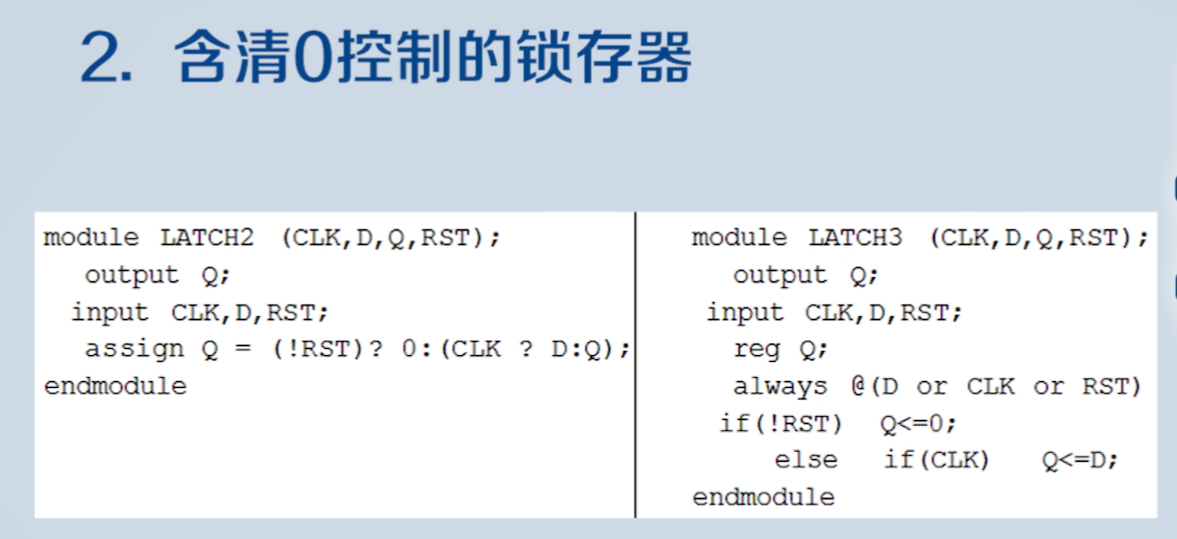 2. 含清0控制的锁存器
module LATCH2 (CLK,D,Q,RST);
output Q;
input CLK,D,RST;
assign Q = (!RST)? 0:(CLK ? D:Q);
endmodule
module LATCH3 (CLK,D,Q,RST);
output Q;
input CLK,D,RST;
reg Q;
always @(D or CLK or RST)
if(!RST) Q<=0;
else if(CLK) Q<=D;
endmodule